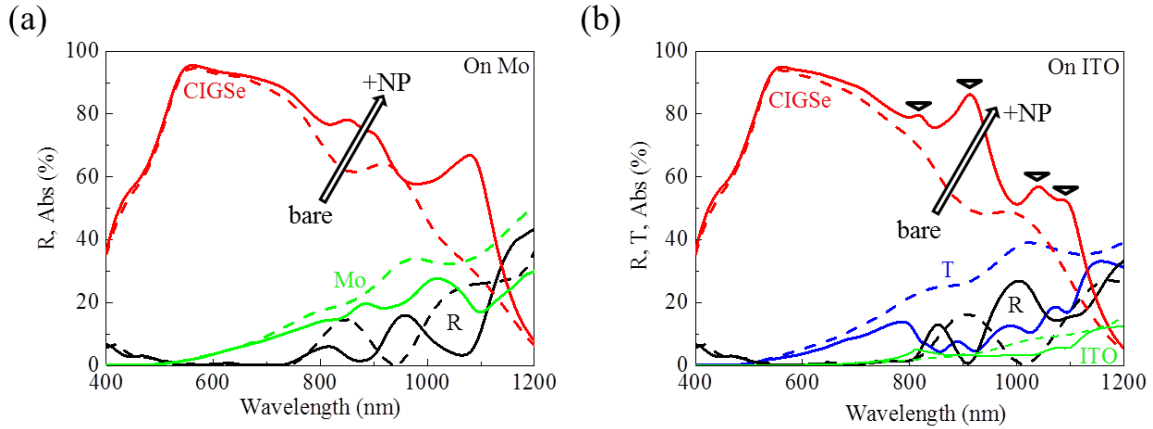 (a)
(b)
R, Abs (%)
100
80
60
40
20
0
400
600
800
1000
1200
Wavelength (nm)
On Mo
CIGSe
+NP
bare
Mo
R
R, T, Abs (%)
100
80
60
40
20
0
400
600
800
1000
1200
Wavelength (nm)
On ITO
CIGSe
+NP
bare
T
R
ITO